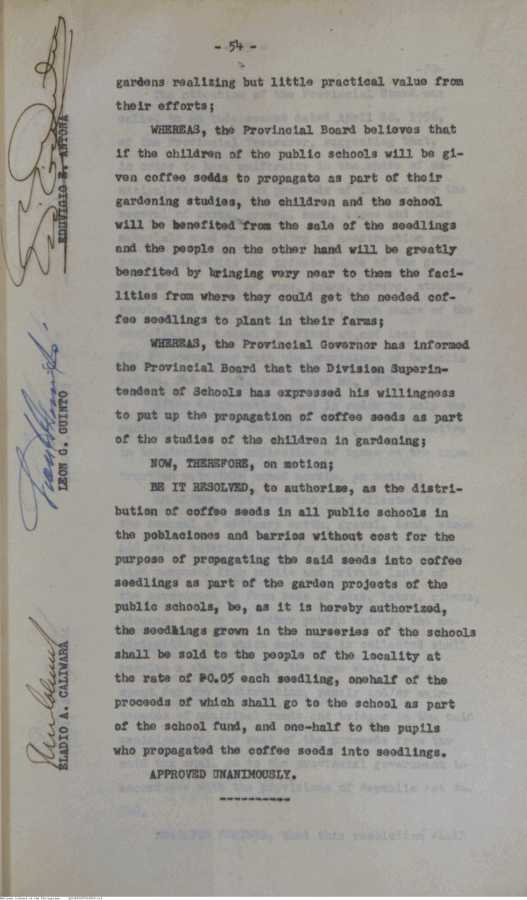 - 54 -
gardens realizing but little practical value from
their efforts;
WHEREAS, the Provincial Board believes that
if the children of the public schools will be gi-
ven coffee sedds to propagate as part of their
gardening studies, the children and the school
will be benefited from the sale of the seedlings
and the people on the other hand will be greatly
benefited by bringing very near to them the faci-
lities from where they could get the needed cof-
fee seedlings to plant in their farms;
WHEREAS, the Provincial Governor has informed
the Provincial Board that the Division Superin-
tendent of Schools has expressed his willingness
to put up the propagation of coffee seeds as part
of the studies of the children in gardening;
NOW, THEREFORE, on motion;
BE IT RESOLVED, to authorize, as the distri-
bution of coffee seeds in all public schools in
the poblaciones and barrios without cost for the
purpose of propagating the said seeds into coffee
seedlings as part of the garden projects of the
public schools, be, as it is hereby authorized,
the seedlings grown in the nurseries of the schools
shall be sold to the people of the locality at
the rate of ₱0.05 each seedling, onehalf of the
proceeds of which shall go to the school as part
of the school fund, and one-half to the pupils
who propagated the coffee seeds into seedlings.
APPROVED UNANIMOUSLY.
----------
EDUVIGIO E. ANTONA
LEON C. GUINTO
ELADIO A. CALIWARA